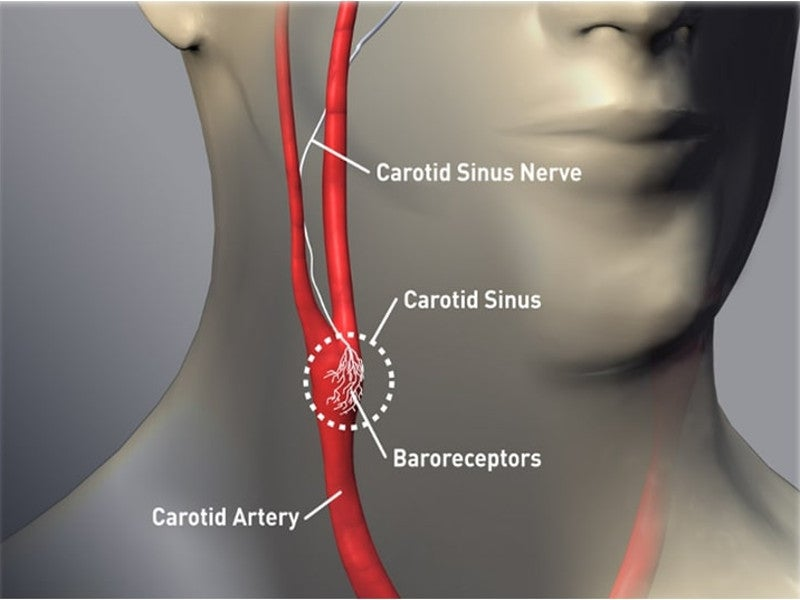 Carotid Sinus Nerve
Carotid Sinus
Baroreceptors
Carotid Artery